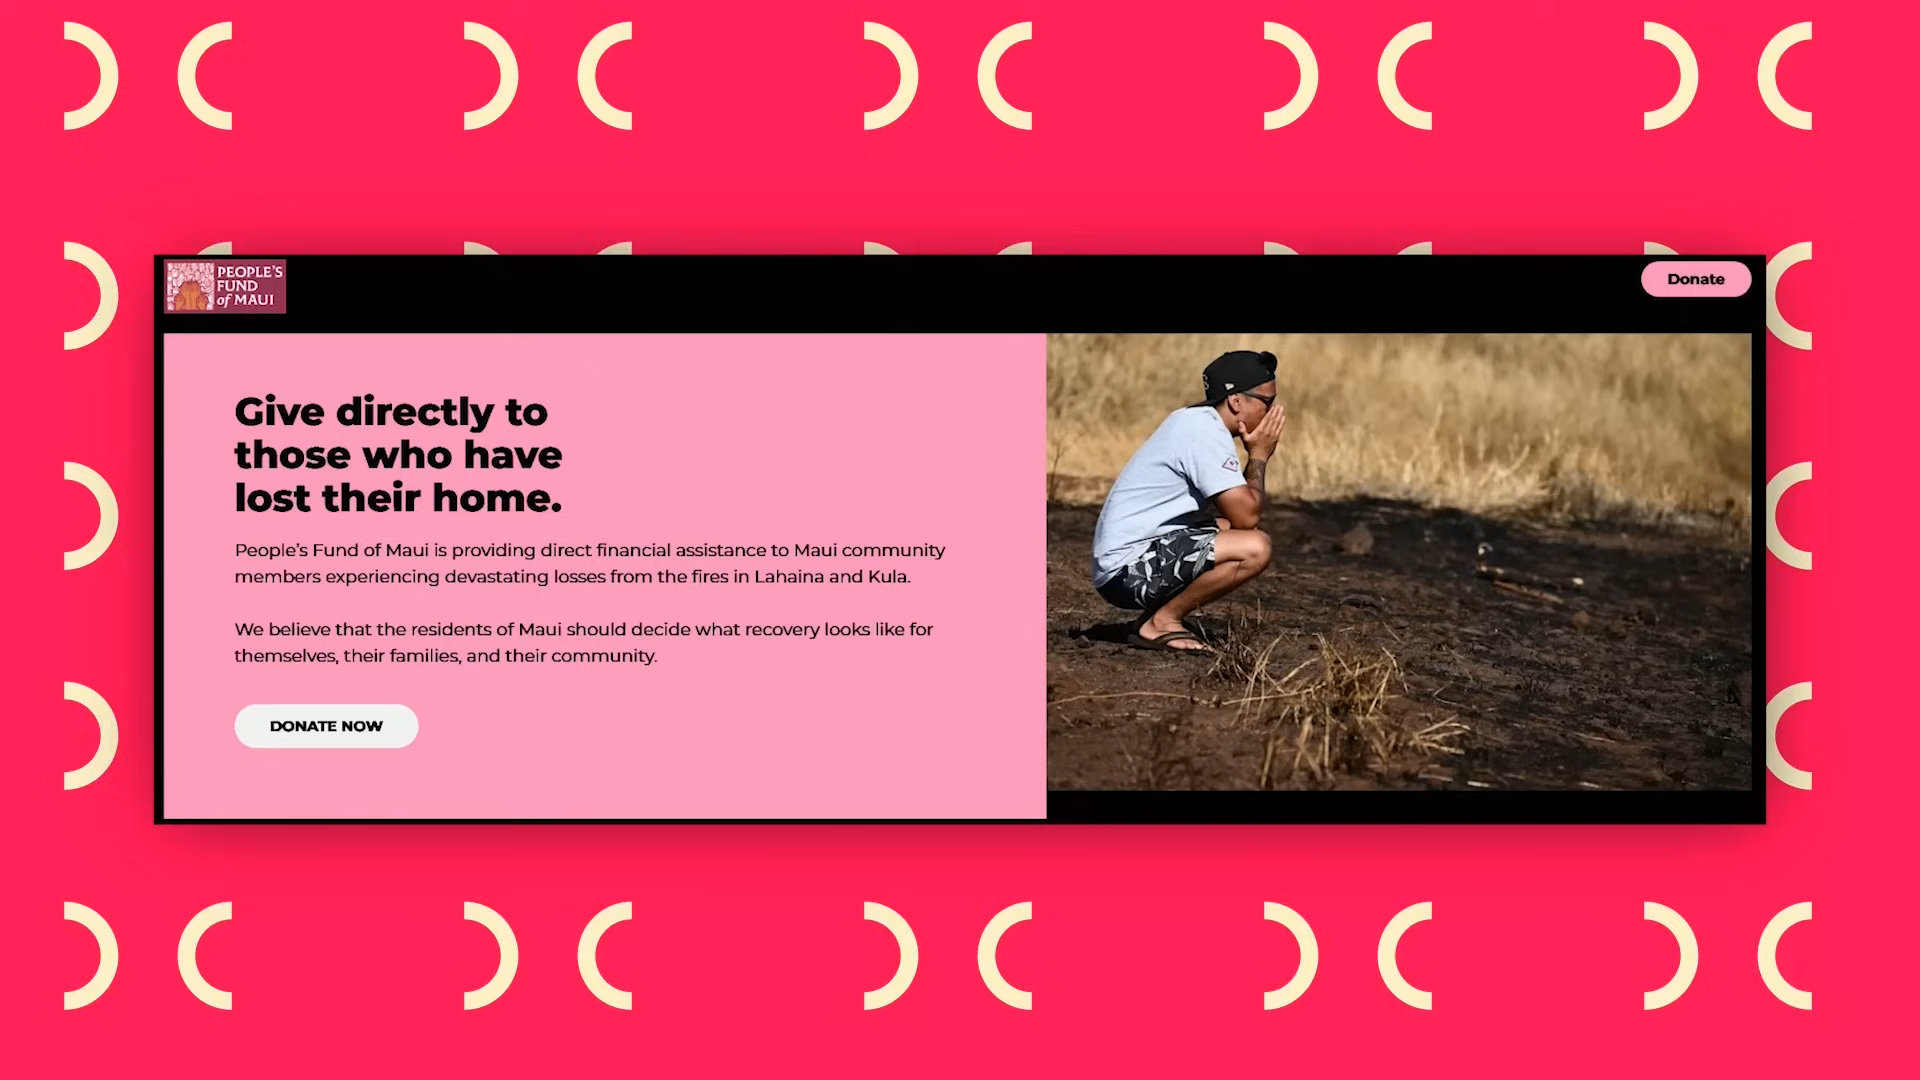 PEOPLE'S
FUND
of MAUI
Donate
Give directly to
those who have
lost their home.
People's Fund of Maui is providing direct financial assistance to Maui community
members experiencing devastating losses from the fires in Lahaina and Kula.
We believe that the residents of Maui should decide what recovery looks like for
themselves, their families, and their community.
DONATE NOW